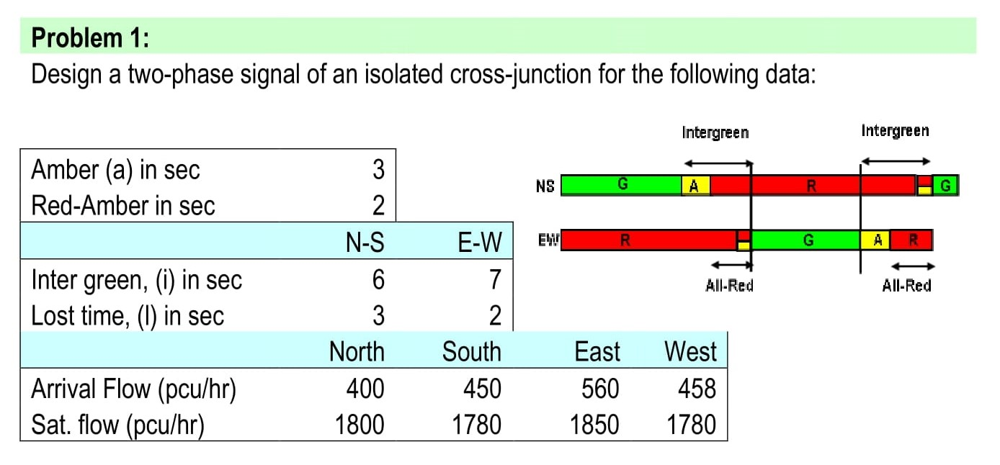 Problem 1:
Design a two-phase signal of an isolated cross-junction for the following data:
Intergreen Intergreen
Amber (a) in sec 3
Red-Amber in sec 2
N-S E-W
Inter green, (i) in sec 6 7
Lost time, (l) in sec 3 2
North South East West
Arrival Flow (pcu/hr) 400 450 560 458
Sat. flow (pcu/hr) 1800 1780 1850 1780
NS G A R G
EW R G A R
All-Red All-Red